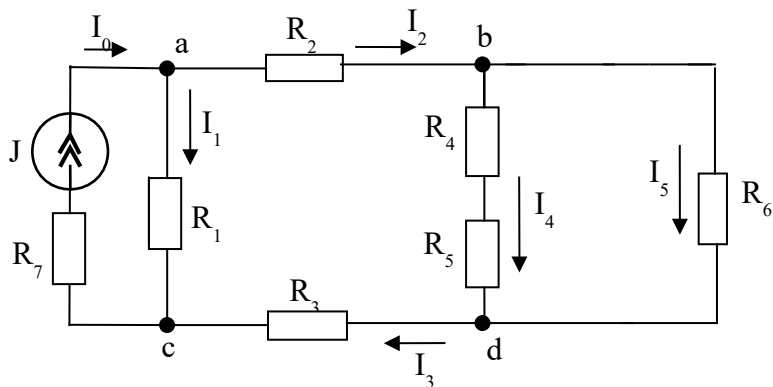 I₀
a
R₂
I₂
b
J
I₁
R₄
I₅
R₆
R₁
R₅
I₄
R₇
R₃
c
I₃
d